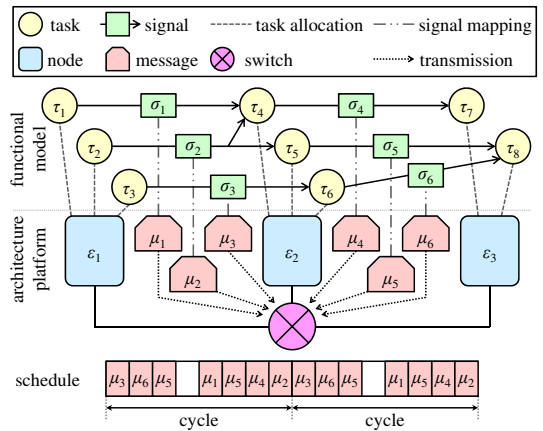 task signal task allocation signal mapping
node message switch transmission
τ1 σ1 τ4 σ4 τ7
functional model
τ2 σ2 τ5 σ5 τ8
τ3 σ3 τ6 σ6
architecture platform
ε1 μ1 μ3 ε2 μ4 μ6 ε3
μ2 μ5
schedule μ3 μ6 μ5 μ1 μ5 μ4 μ2 μ3 μ6 μ5 μ1 μ5 μ4 μ2
cycle cycle